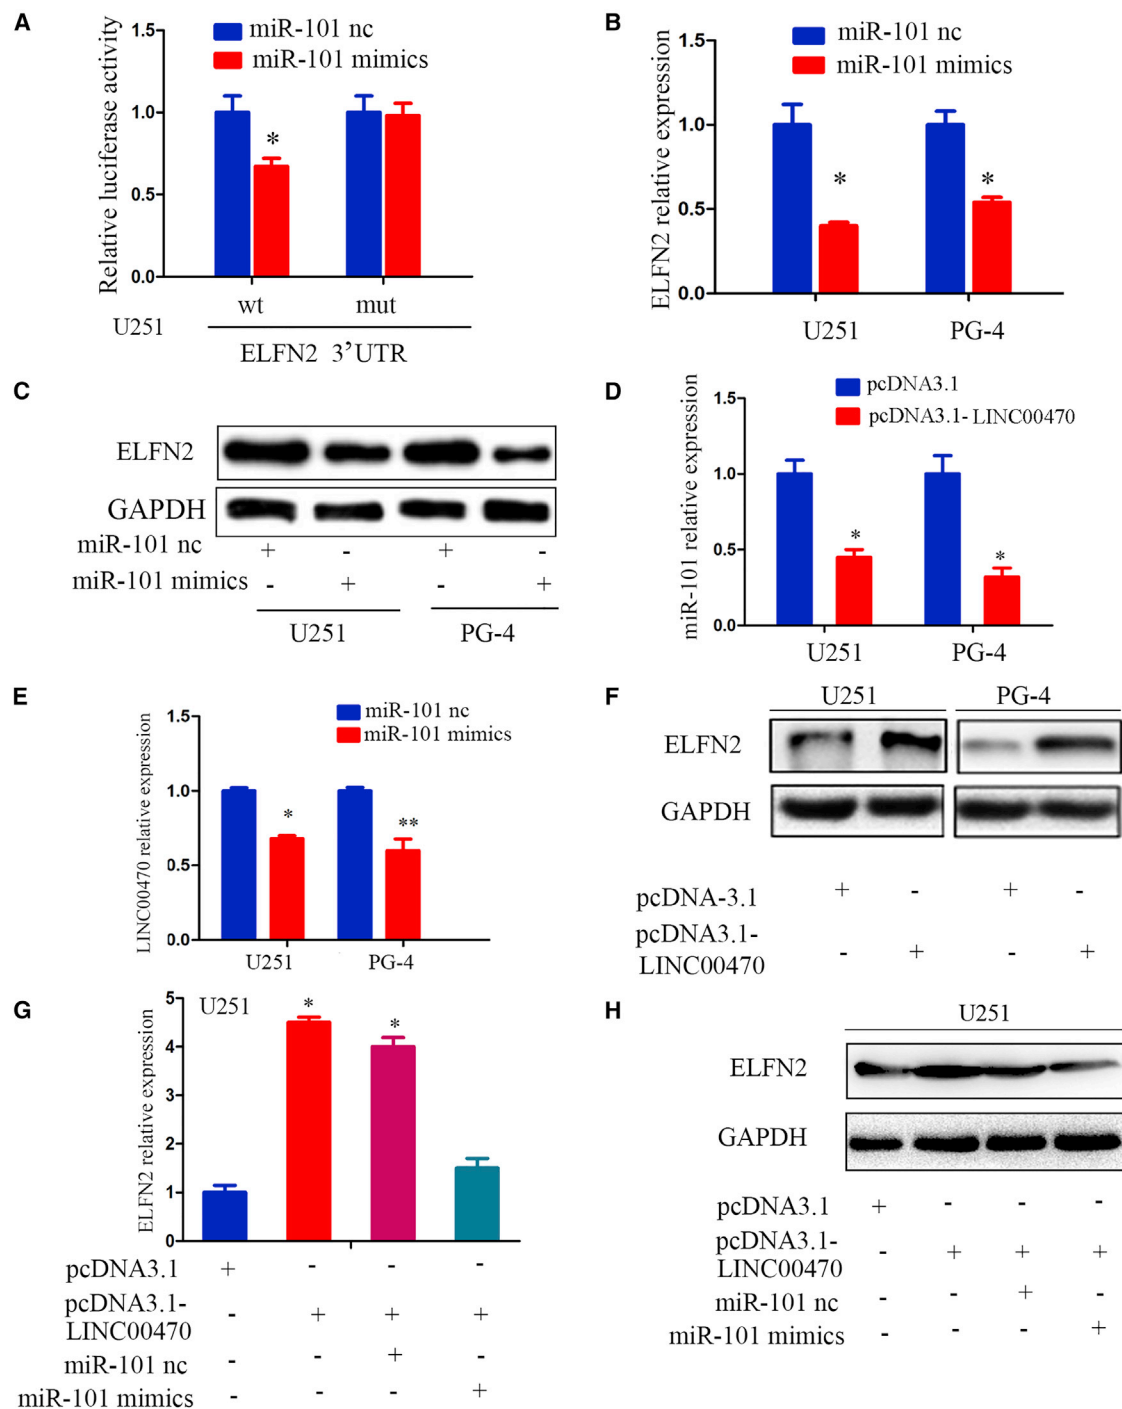 A
1.5
1.0
0.5
0.0
Relative luciferase activity
miR-101 nc
miR-101 mimics
*
wt mut
U251
ELFN2 3'UTR
B
1.5
1.0
0.5
0.0
ELFN2 relative expression
miR-101 nc
miR-101 mimics
* *
U251 PG-4
C
ELFN2
GAPDH
miR-101 nc + - + -
miR-101 mimics - + - +
U251 PG-4
D
1.5
1.0
0.5
0.0
miR-101 relative expression
pcDNA3.1
pcDNA3.1-LINC00470
* *
U251 PG-4
E
1.5
1.0
0.5
0.0
LINC00470 relative expression
miR-101 nc
miR-101 mimics
* **
U251 PG-4
F
U251 PG-4
ELFN2
GAPDH
pcDNA-3.1 + - + -
pcDNA3.1-
LINC00470 - + - +
G
5
4
3
2
1
0
ELFN2 relative expression
U251
* *
pcDNA3.1 + - - -
pcDNA3.1-
LINC00470 - + + +
miR-101 nc - - + -
miR-101 mimics - - - +
H
U251
ELFN2
GAPDH
pcDNA3.1 + - - -
pcDNA3.1-
LINC00470 - + + +
miR-101 nc - - + -
miR-101 mimics - - - +